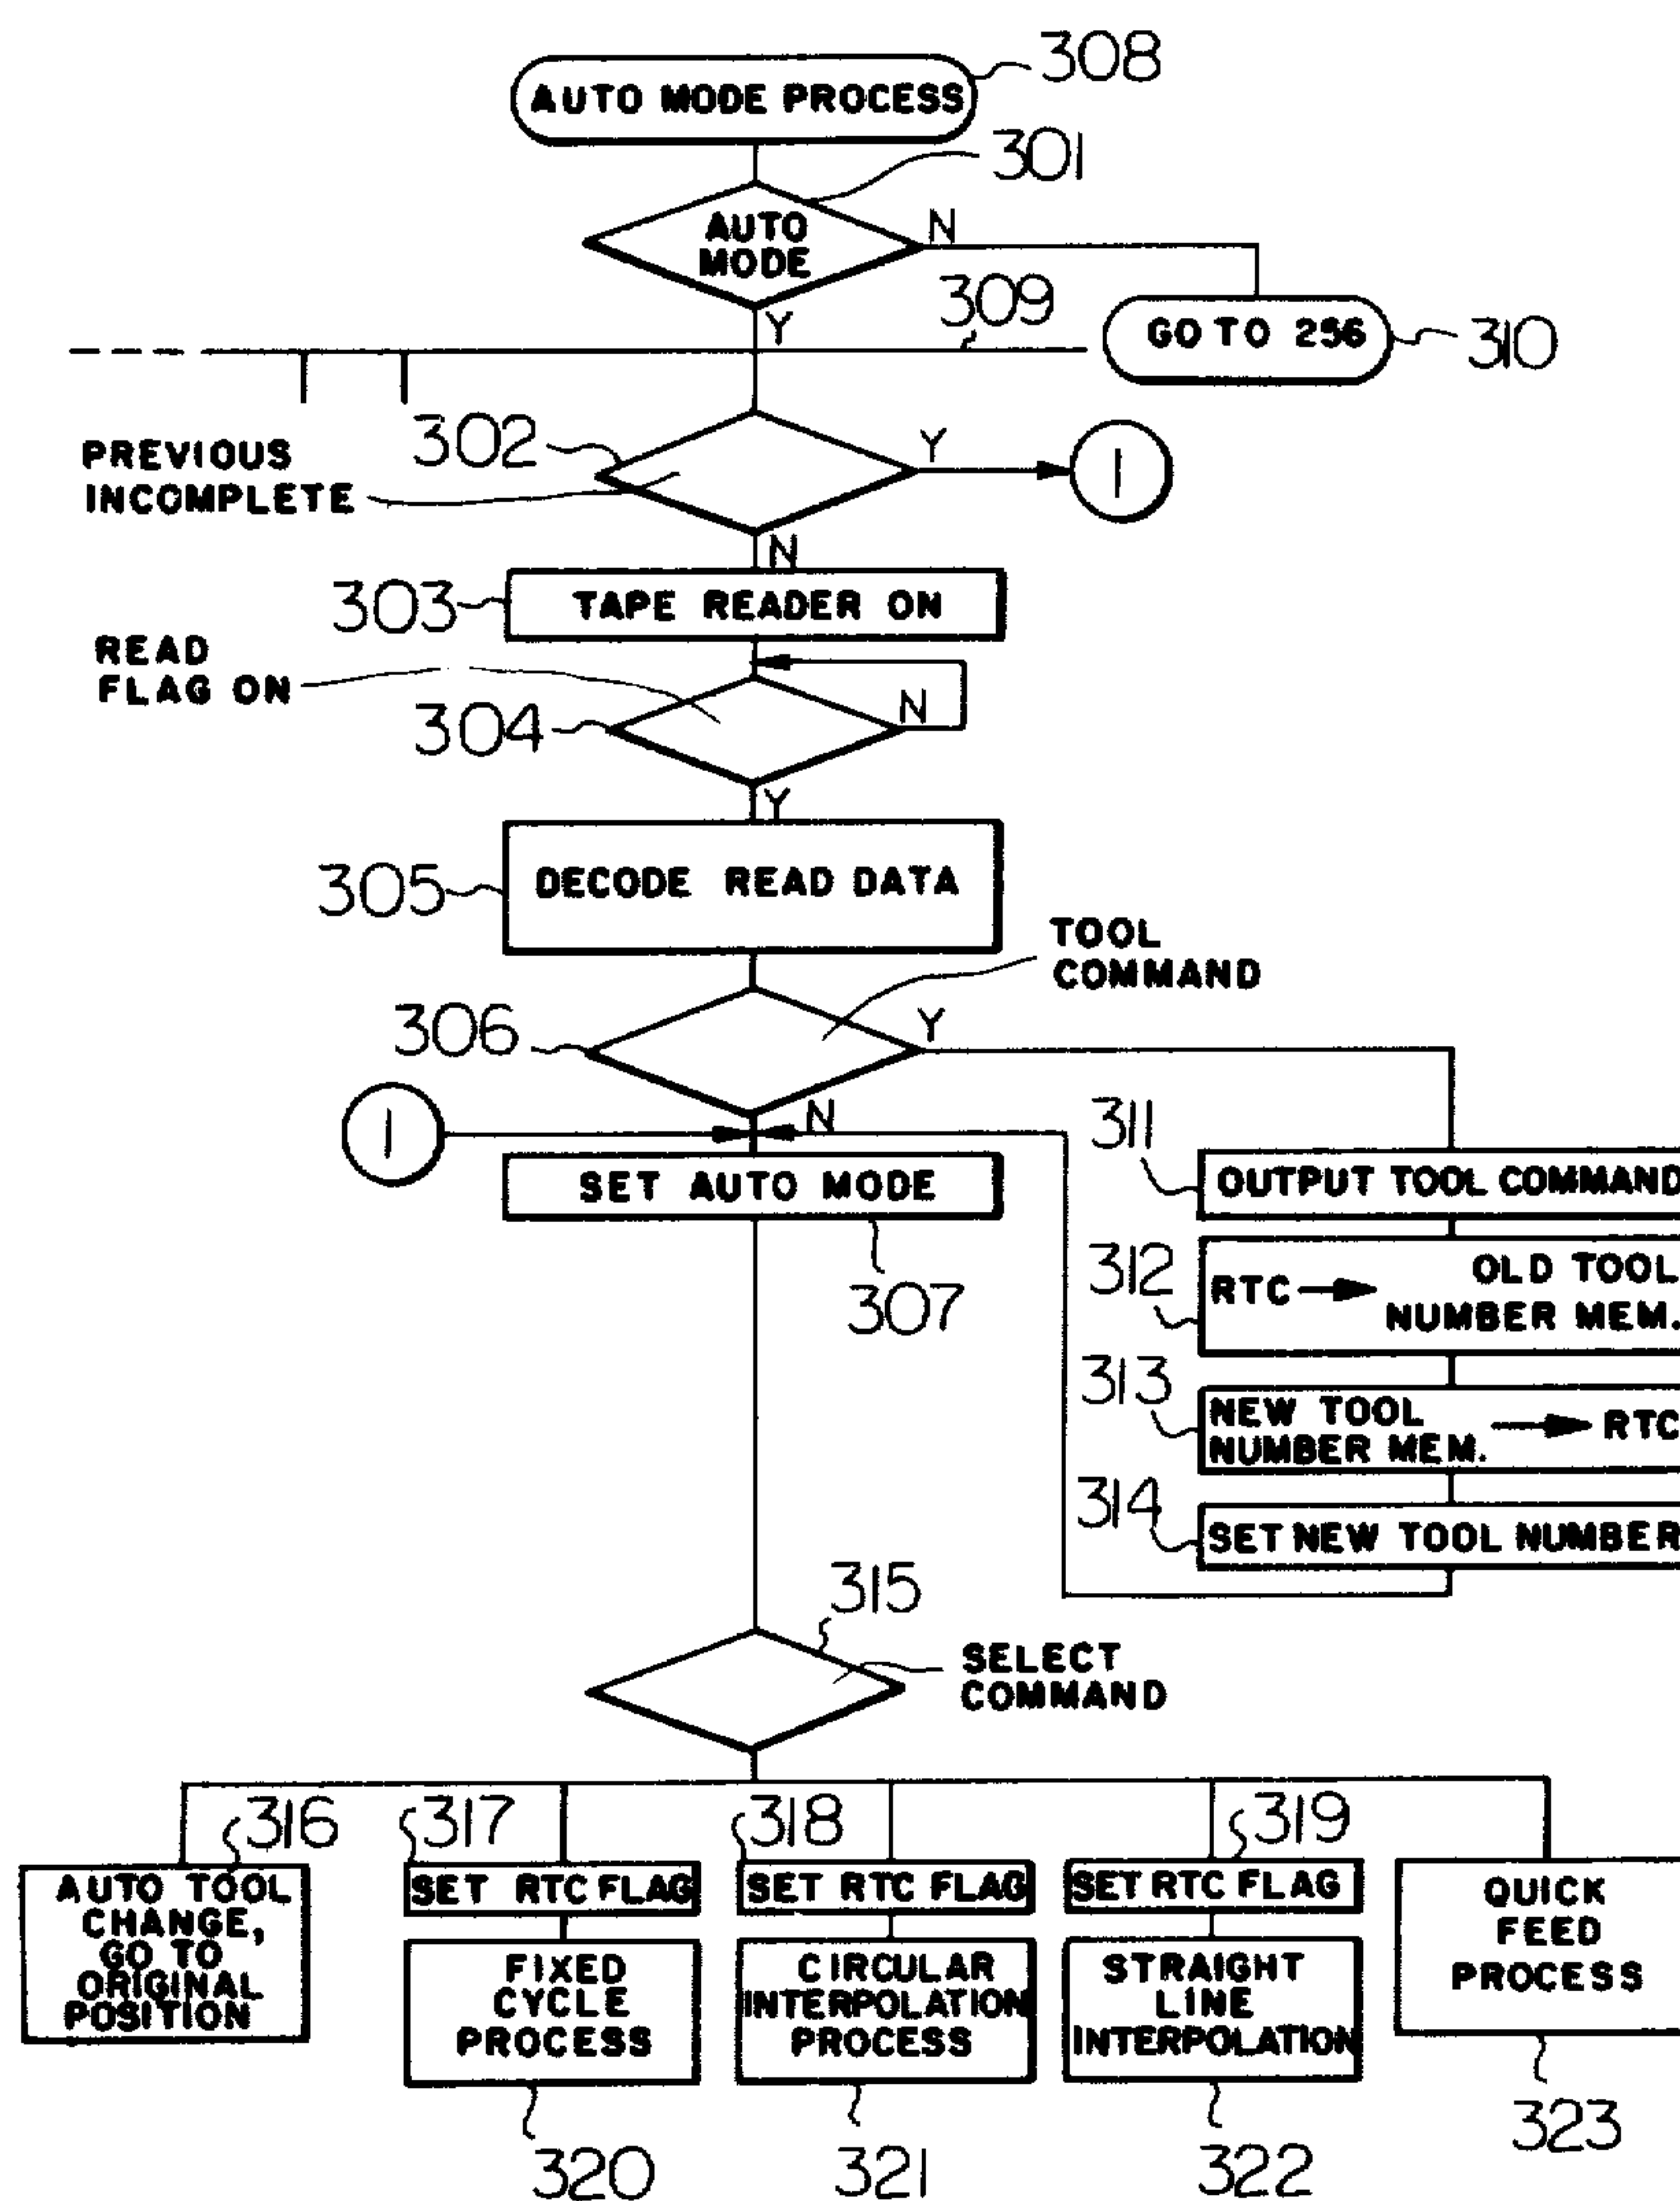 308
AUTO MODE PROCESS
301
AUTO
MODE
N
309
Y
GO TO 256
310
302
Y
PREVIOUS
INCOMPLETE
1
N
303
TAPE READER ON
READ
FLAG ON
N
304
Y
305
DECODE READ DATA
TOOL
COMMAND
306
Y
1
N
311
SET AUTO MODE
OUTPUT TOOL COMMAND
307
312
RTC → OLD TOOL
NUMBER MEM.
313
NEW TOOL
NUMBER MEM. → RTC
314
SET NEW TOOL NUMBER
315
SELECT
COMMAND
316
317
318
319
AUTO TOOL
CHANGE,
GO TO
ORIGINAL
POSITION
SET RTC FLAG
SET RTC FLAG
SET RTC FLAG
QUICK
FEED
PROCESS
FIXED
CYCLE
PROCESS
CIRCULAR
INTERPOLATION
PROCESS
STRAIGHT
LINE
INTERPOLATION
320
321
322
323